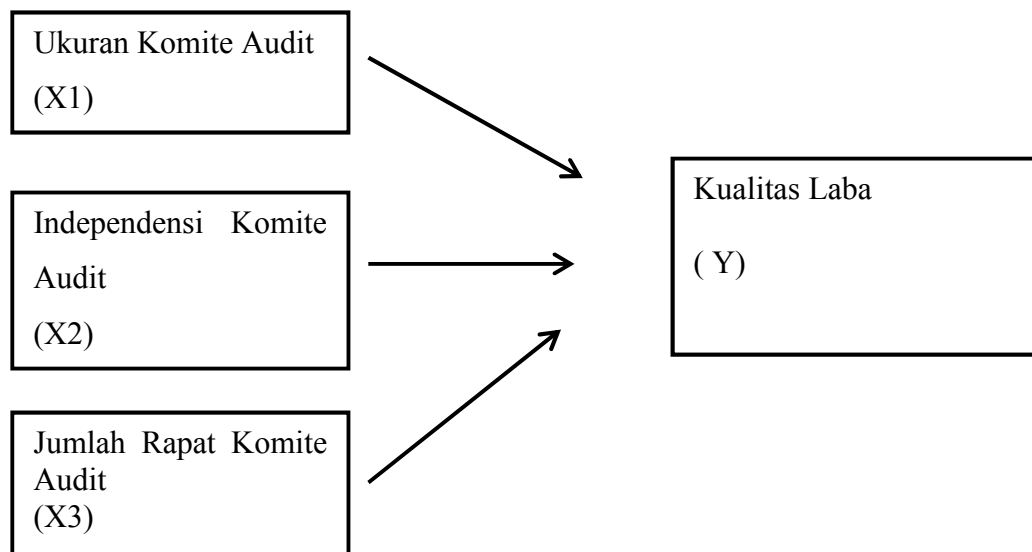 Ukuran Komite Audit
(X1)
Independensi Komite
Audit
(X2)
Jumlah Rapat Komite
Audit
(X3)
Kualitas Laba
( Y)